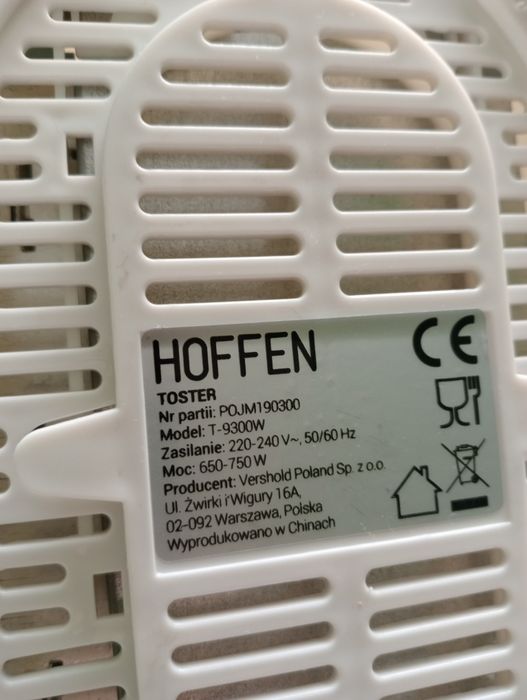 HOFFEN
TOSTER
Nr partii: POJM190300
Model: T-9300W
Zasilanie: 220-240 V~, 50/60 Hz
Moc: 650-750 W
Producent: Vershold Poland Sp. z o.o.
Ul. Żwirki i Wigury 16A,
02-092 Warszawa, Polska
Wyprodukowano w Chinach
CE